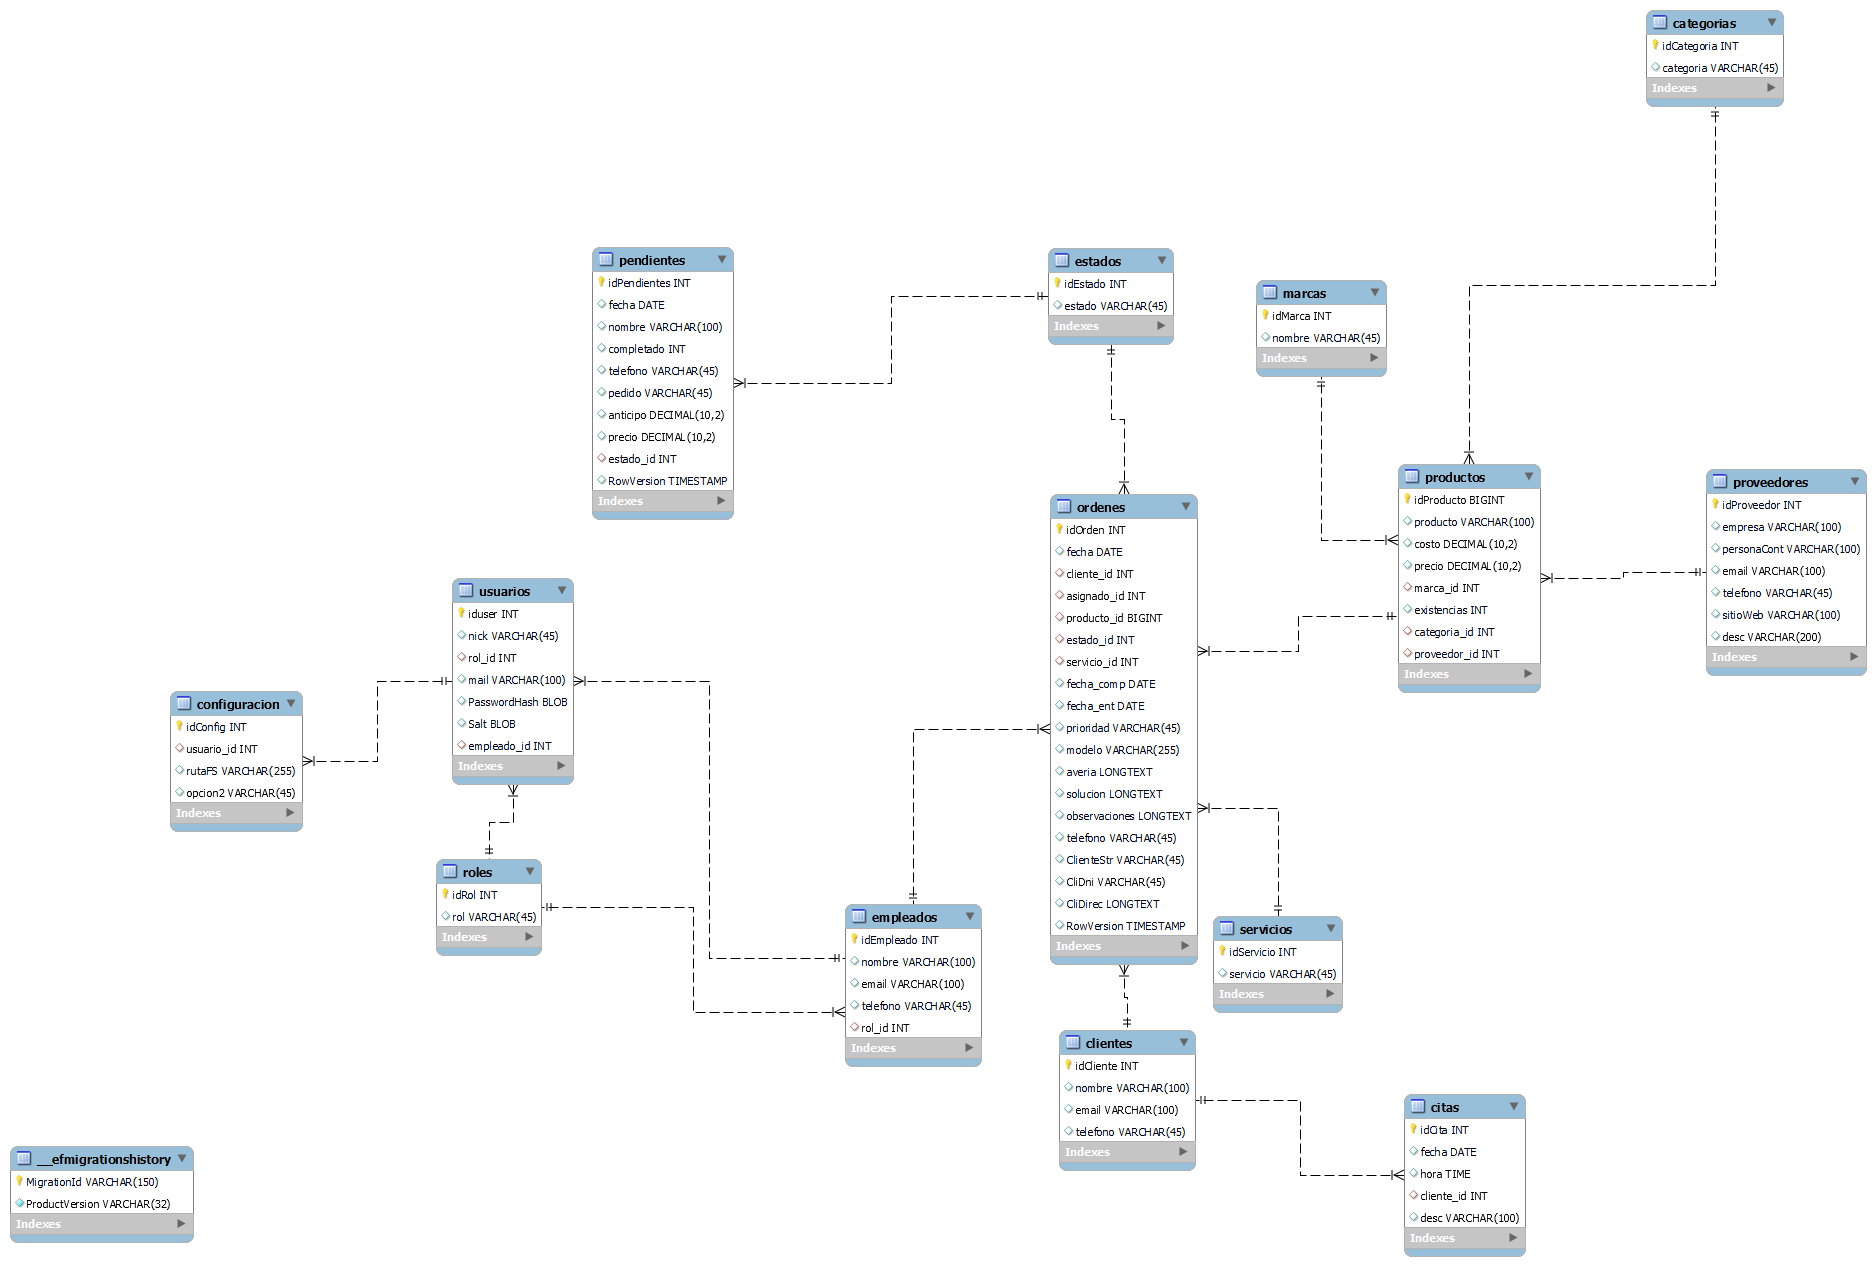 categorias
idCategoria INT
categoria VARCHAR(45)
Indexes
pendientes
idPendientes INT
fecha DATE
nombre VARCHAR(100)
completado INT
telefono VARCHAR(45)
pedido VARCHAR(45)
anticipo DECIMAL(10,2)
precio DECIMAL(10,2)
estado_id INT
RowVersion TIMESTAMP
Indexes
estados
idEstado INT
estado VARCHAR(45)
Indexes
marcas
idMarca INT
nombre VARCHAR(45)
Indexes
productos
idProducto BIGINT
producto VARCHAR(100)
costo DECIMAL(10,2)
precio DECIMAL(10,2)
marca_id INT
existencias INT
categoria_id INT
proveedor_id INT
Indexes
proveedores
idProveedor INT
empresa VARCHAR(100)
personaCont VARCHAR(100)
email VARCHAR(100)
telefono VARCHAR(45)
sitioWeb VARCHAR(100)
desc VARCHAR(200)
Indexes
ordenes
idOrden INT
fecha DATE
cliente_id INT
asignado_id INT
producto_id BIGINT
estado_id INT
servicio_id INT
fecha_comp DATE
fecha_ent DATE
prioridad VARCHAR(45)
modelo VARCHAR(255)
averia LONGTEXT
solucion LONGTEXT
observaciones LONGTEXT
telefono VARCHAR(45)
ClienteStr VARCHAR(45)
CliDni VARCHAR(45)
CliDirec LONGTEXT
RowVersion TIMESTAMP
Indexes
usuarios
iduser INT
nick VARCHAR(45)
rol_id INT
mail VARCHAR(100)
PasswordHash BLOB
Salt BLOB
empleado_id INT
Indexes
configuracion
idConfig INT
usuario_id INT
rutaFS VARCHAR(255)
opcion2 VARCHAR(45)
Indexes
roles
idRol INT
rol VARCHAR(45)
Indexes
empleados
idEmpleado INT
nombre VARCHAR(100)
email VARCHAR(100)
telefono VARCHAR(45)
rol_id INT
Indexes
servicios
idServicio INT
servicio VARCHAR(45)
Indexes
clientes
idCliente INT
nombre VARCHAR(100)
email VARCHAR(100)
telefono VARCHAR(45)
Indexes
citas
idCita INT
fecha DATE
hora TIME
cliente_id INT
desc VARCHAR(100)
Indexes
__efmigrationshistory
MigrationId VARCHAR(150)
ProductVersion VARCHAR(32)
Indexes